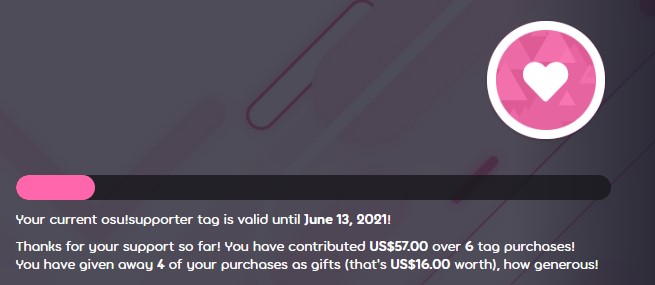 Your current osu!supporter tag is valid until June 13, 2021!
Thanks for your support so far! You have contributed US$57.00 over 6 tag purchases!
You have given away 4 of your purchases as gifts (that's US$16.00 worth), how generous!